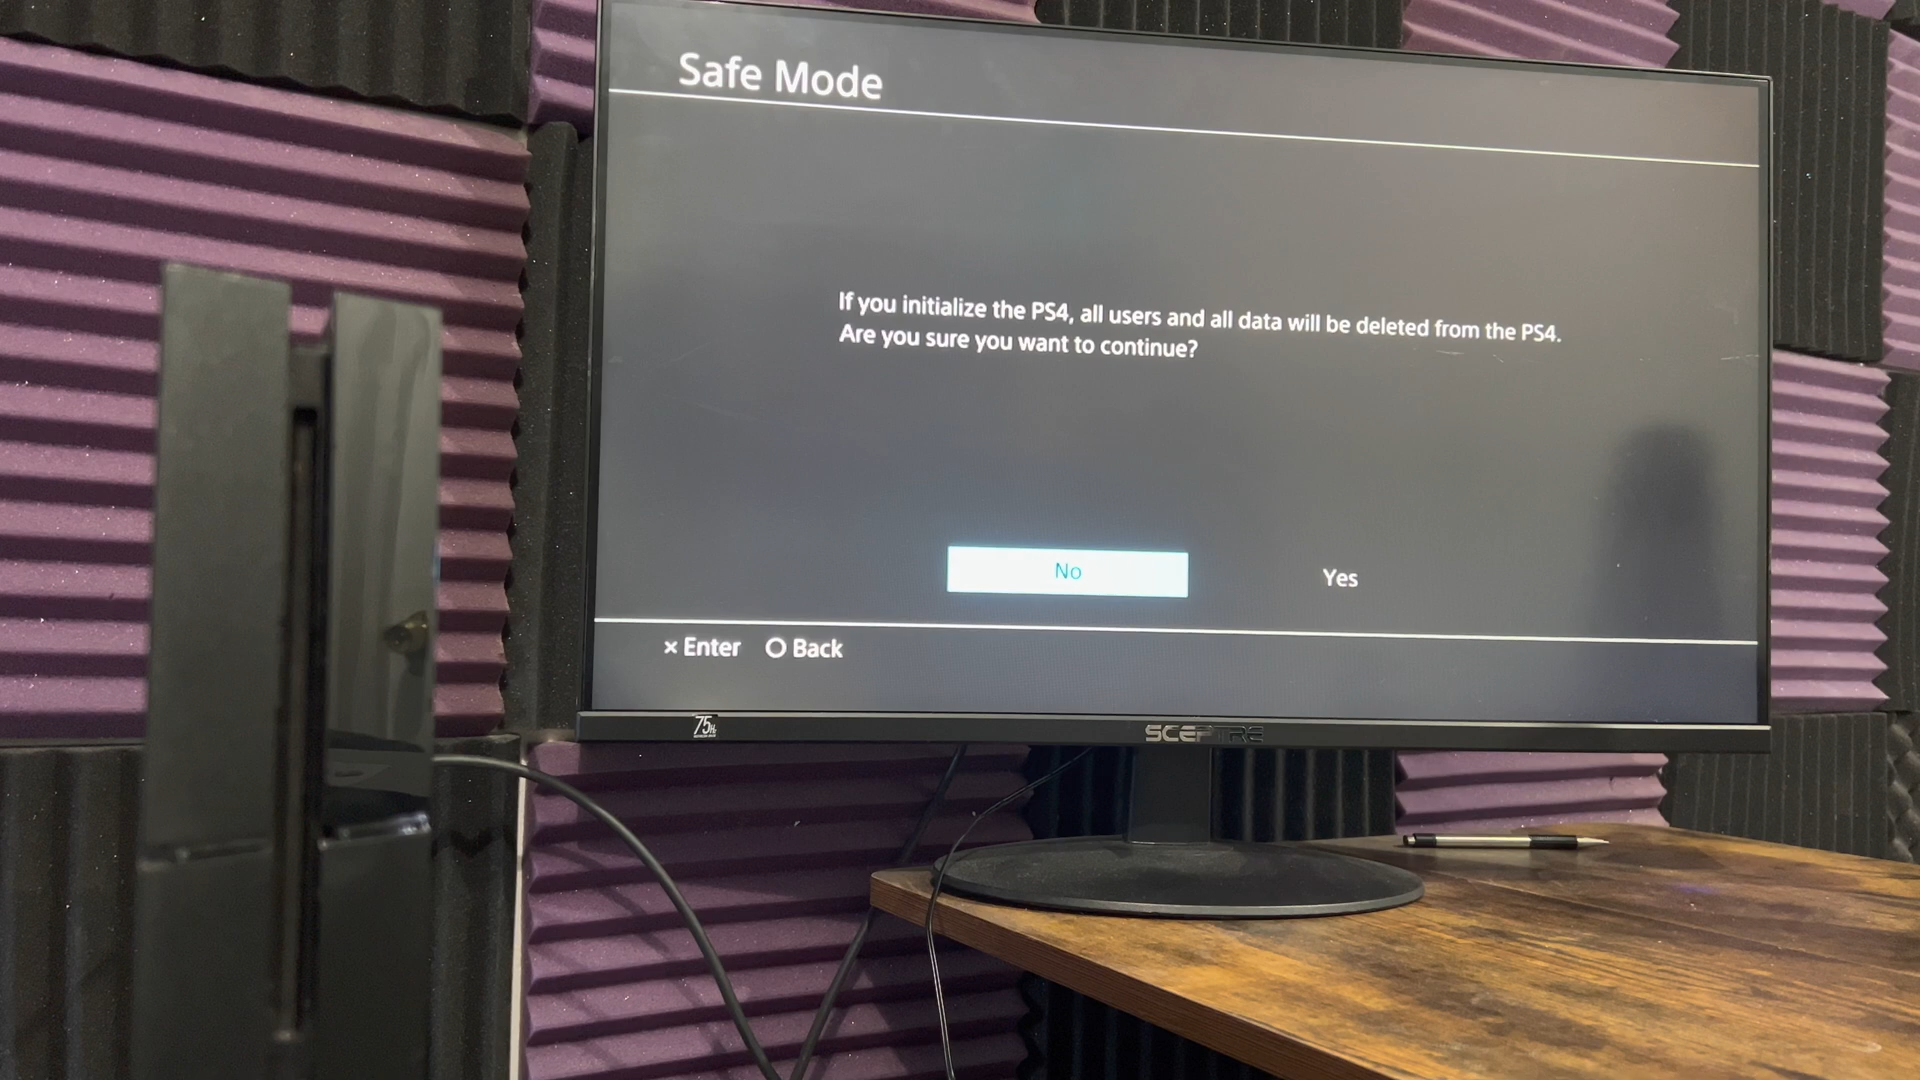 Safe Mode
If you initialize the PS4, all users and all data will be deleted from the PS4.
Are you sure you want to continue?
No Yes
× Enter O Back
75Hz
SCEPTRE